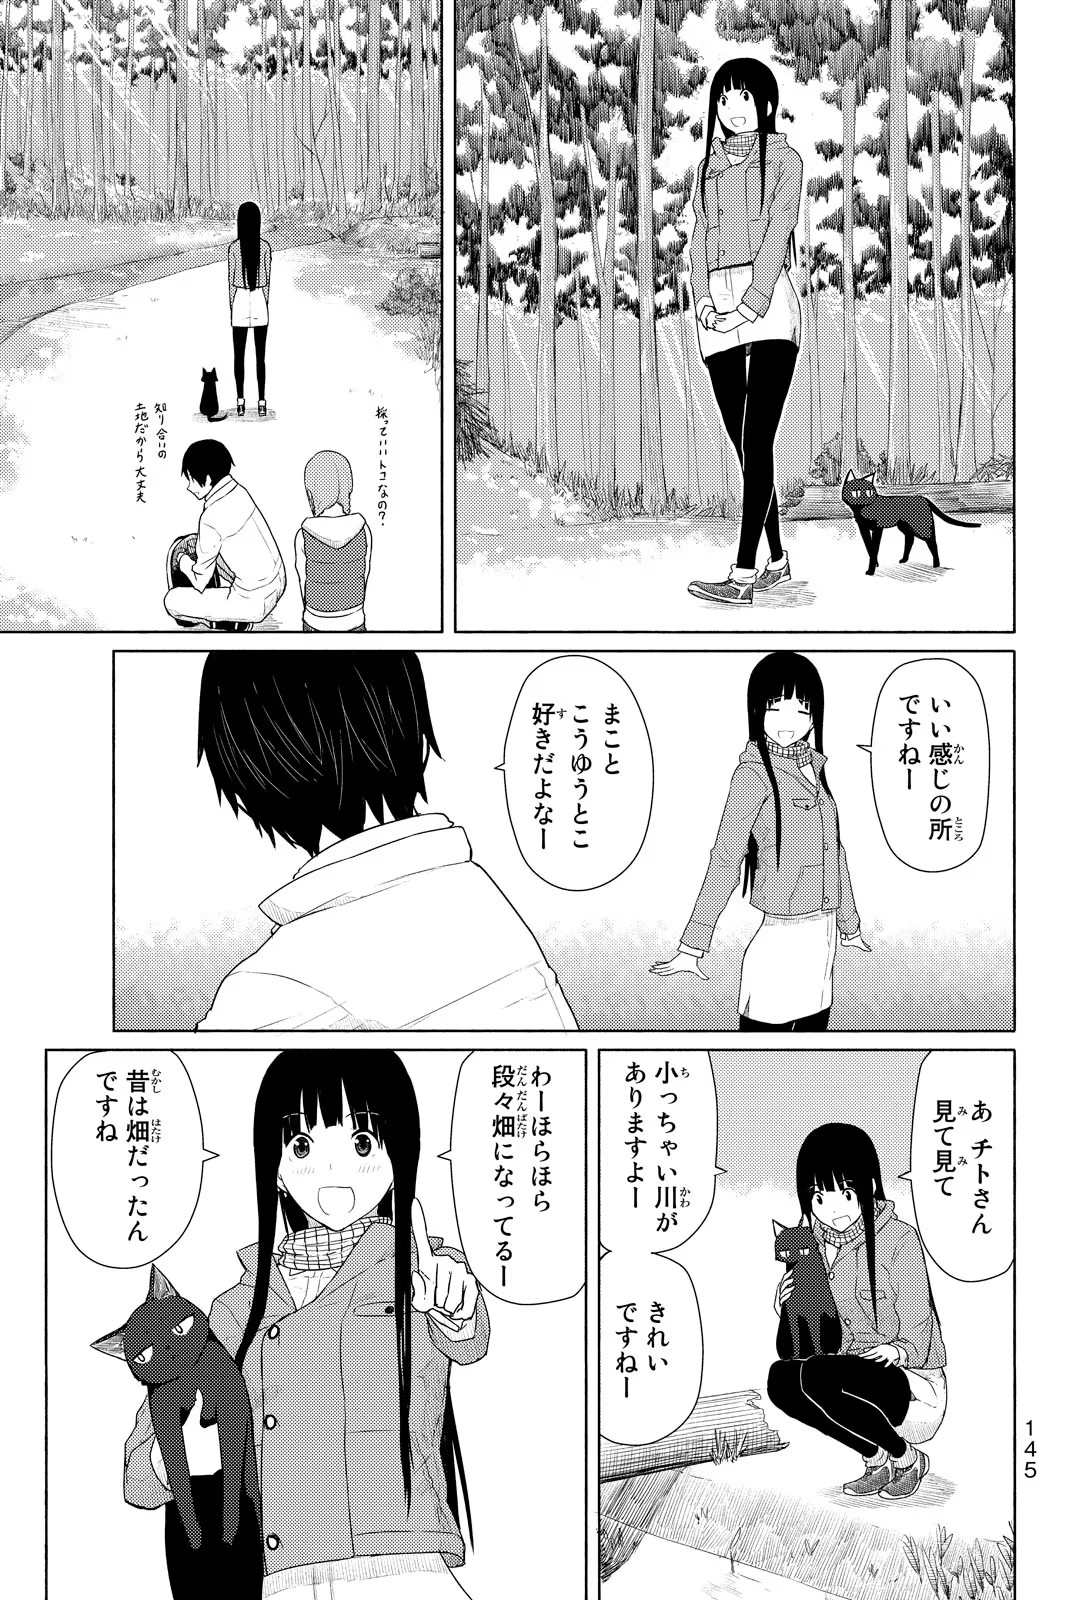 採っていいトコなの？
知り合いの
土地だから大丈夫
いい感じの所
ですねー
まこと
こうゆうとこ
好きだよなー
あ チトさん
見て見て
小っちゃい川が
ありますよー
きれい
ですねー
わーほらほら
段々畑になってるー
昔は畑だったん
ですね
145